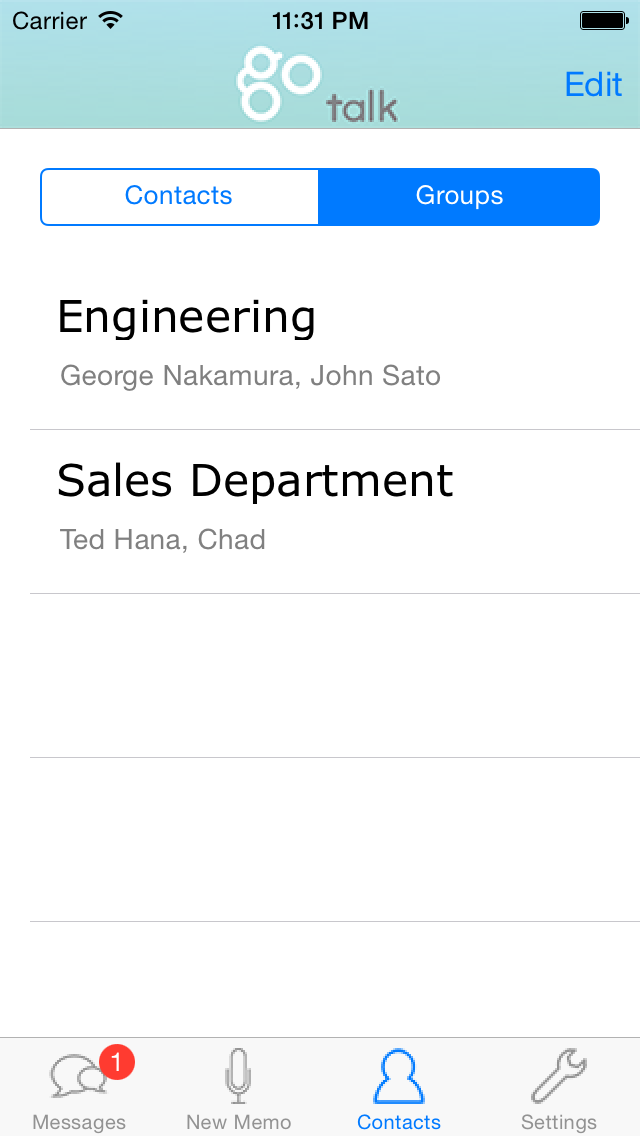 Carrier 11:31 PM
go talk
Edit
Contacts Groups
Engineering
George Nakamura, John Sato
Sales Department
Ted Hana, Chad
1
Messages New Memo Contacts Settings